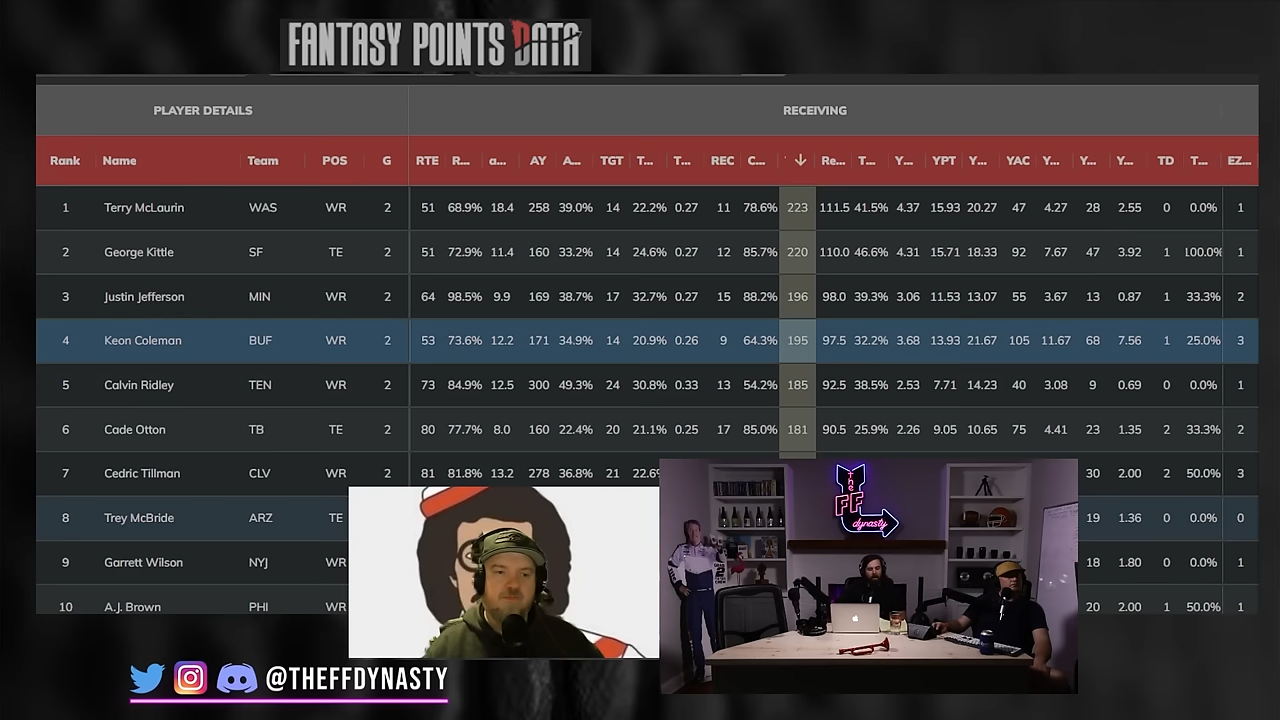 FANTASY POINTS DATA
PLAYER DETAILS RECEIVING
Rank Name Team POS G RTE R... a... AY A... TGT T... T... REC C... Re... T... Y... YPT Y... YAC Y... Y... Y... TD T... EZ...
1 Terry McLaurin WAS WR 2 51 68.9% 18.4 258 39.0% 14 22.2% 0.27 11 78.6% 223 111.5 41.5% 4.37 15.93 20.27 47 4.27 28 2.55 0 0.0% 1
2 George Kittle SF TE 2 51 72.9% 11.4 160 33.2% 14 24.6% 0.27 12 85.7% 220 110.0 46.6% 4.31 15.71 18.33 92 7.67 47 3.92 1 100.0% 1
3 Justin Jefferson MIN WR 2 64 98.5% 9.9 169 38.7% 17 32.7% 0.27 15 88.2% 196 98.0 39.3% 3.06 11.53 13.07 55 3.67 13 0.87 1 33.3% 2
4 Keon Coleman BUF WR 2 53 73.6% 12.2 171 34.9% 14 20.9% 0.26 9 64.3% 195 97.5 32.2% 3.68 13.93 21.67 105 11.67 68 7.56 1 25.0% 3
5 Calvin Ridley TEN WR 2 73 84.9% 12.5 300 49.3% 24 30.8% 0.33 13 54.2% 185 92.5 38.5% 2.53 7.71 14.23 40 3.08 9 0.69 0 0.0% 1
6 Cade Otton TB TE 2 80 77.7% 8.0 160 22.4% 20 21.1% 0.25 17 85.0% 181 90.5 25.9% 2.26 9.05 10.65 75 4.41 23 1.35 2 33.3% 2
7 Cedric Tillman CLV WR 2 81 81.8% 13.2 278 36.8% 21 22.6 30 2.00 2 50.0% 3
8 Trey McBride ARZ TE 19 1.36 0 0.0% 0
9 Garrett Wilson NYJ WR 18 1.80 0 0.0% 1
10 A.J. Brown PHI WR 20 2.00 1 50.0% 1
The
FF
dynasty
@THEFFDYNASTY